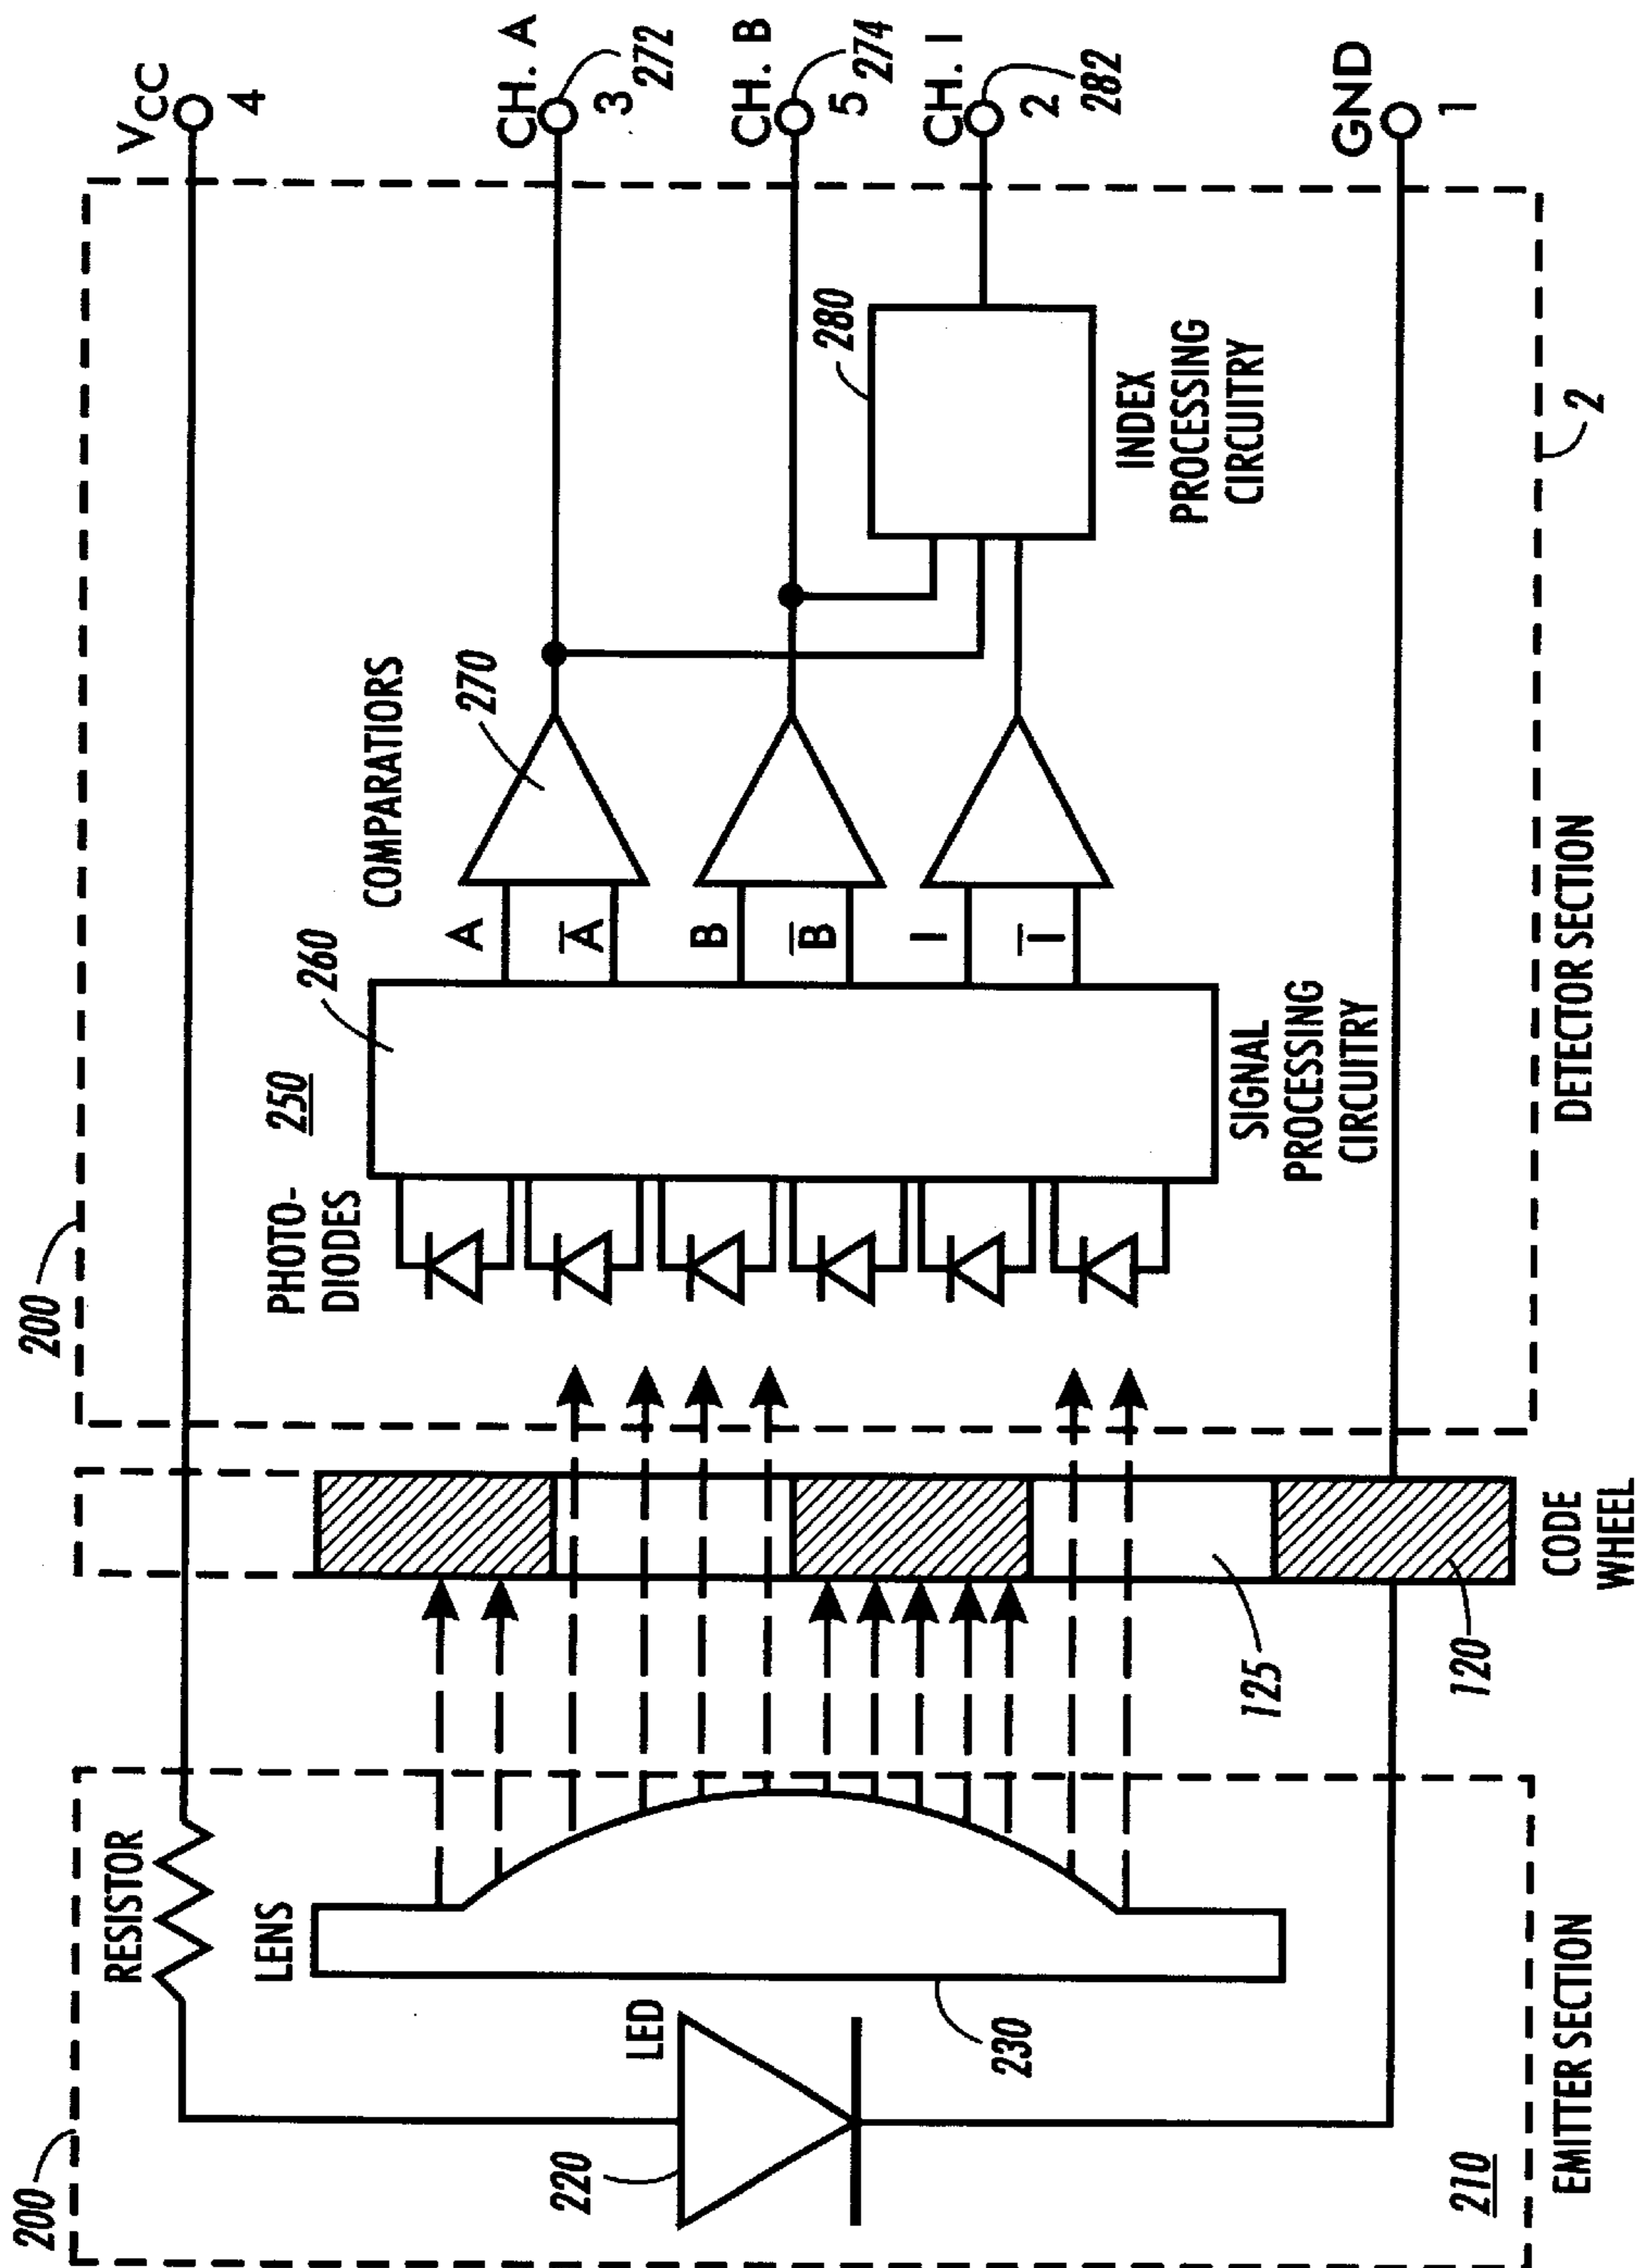 200
200
VCC
4
RESISTOR
LENS
LED
220
230
210
EMITTER SECTION
125
120
CODE
WHEEL
PHOTO-
DIODES
250
260
SIGNAL
PROCESSING
CIRCUITRY
A
A̅
B
B̅
I
I̅
COMPARATIORS
270
280
INDEX
PROCESSING
CIRCUITRY
DETECTOR SECTION
2
CH. A
3
272
CH. B
5
274
CH. I
2
282
GND
1